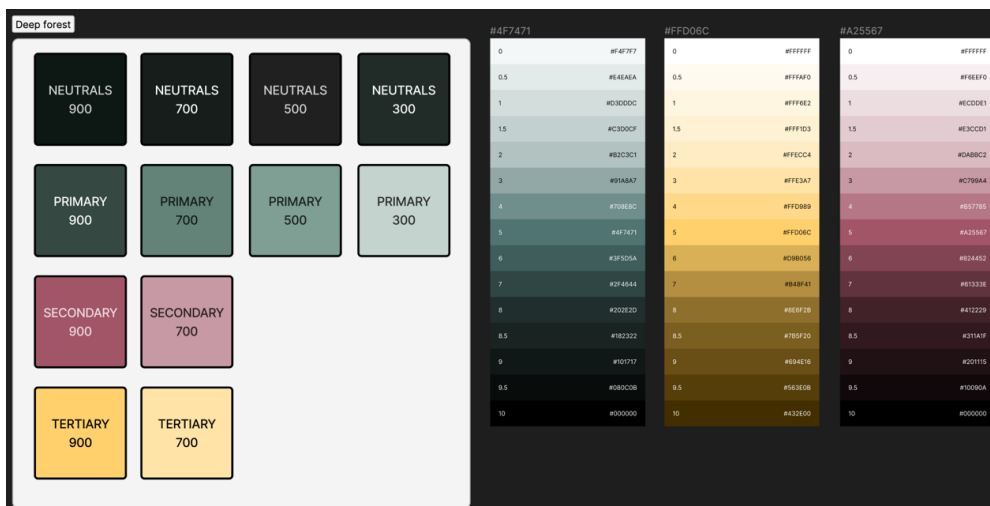 Deep forest
NEUTRALS
900
NEUTRALS
700
NEUTRALS
500
NEUTRALS
300
PRIMARY
900
PRIMARY
700
PRIMARY
500
PRIMARY
300
SECONDARY
900
SECONDARY
700
TERTIARY
900
TERTIARY
700
#4F7471
0 #F4F7F7
0.5 #E4EAEA
1 #D3DDDC
1.5 #C3D0CF
2 #B2C3C1
3 #91A8A7
4 #708E8C
5 #4F7471
6 #3F5D5A
7 #2F4644
8 #202E2D
8.5 #182322
9 #101717
9.5 #080C0B
10 #000000
#FFD06C
0 #FFFFFF
0.5 #FFFAF0
1 #FFF6E2
1.5 #FFF1D3
2 #FFECC4
3 #FFE3A7
4 #FFD989
5 #FFD06C
6 #D9B056
7 #B48F41
8 #8E6F2B
8.5 #7B5F20
9 #694E16
9.5 #563E0B
10 #432E00
#A25567
0 #FFFFFF
0.5 #F6EEF0
1 #ECDDE1
1.5 #E3CCD1
2 #DABBC2
3 #C799A4
4 #B57785
5 #A25567
6 #824452
7 #61333E
8 #412229
8.5 #311A1F
9 #201115
9.5 #10090A
10 #000000